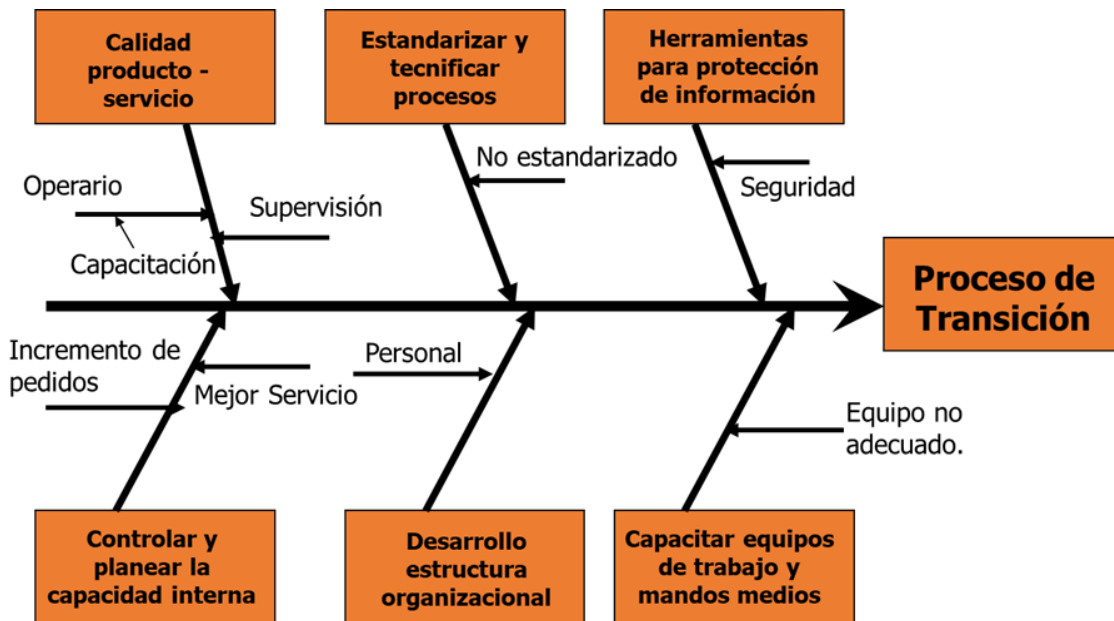 Calidad
producto -
servicio
Estandarizar y
tecnificar
procesos
Herramientas
para protección
de información
No estandarizado
Operario
Seguridad
Supervisión
Capacitación
Proceso de
Transición
Incremento de
pedidos
Personal
Mejor Servicio
Equipo no
adecuado.
Controlar y
planear la
capacidad interna
Desarrollo
estructura
organizacional
Capacitar equipos
de trabajo y
mandos medios